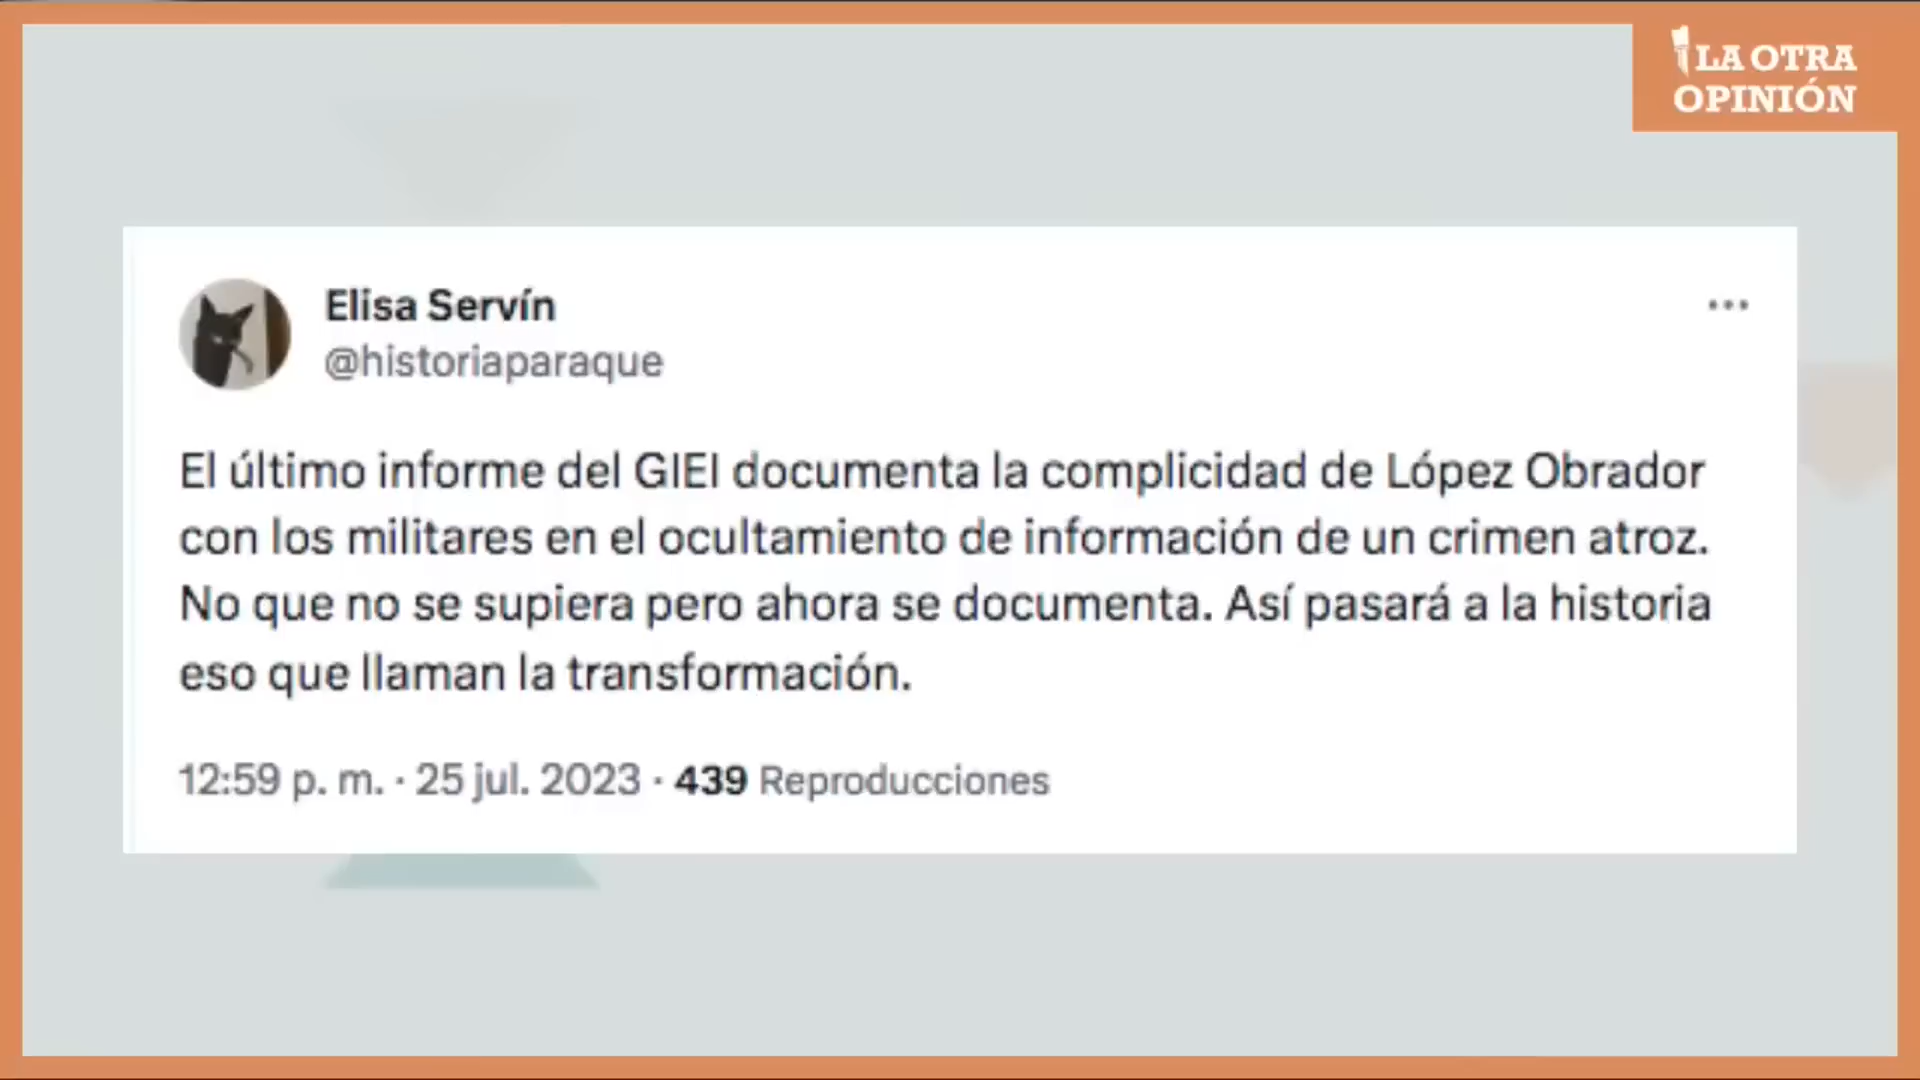 LA OTRA
OPINIÓN
Elisa Servín
@historiaparaque
El último informe del GIEI documenta la complicidad de López Obrador
con los militares en el ocultamiento de información de un crimen atroz.
No que no se supiera pero ahora se documenta. Así pasará a la historia
eso que llaman la transformación.
12:59 p. m. · 25 jul. 2023 · 439 Reproducciones